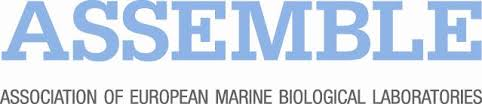 ASSEMBLE
ASSOCIATION OF EUROPEAN MARINE BIOLOGICAL LABORATORIES